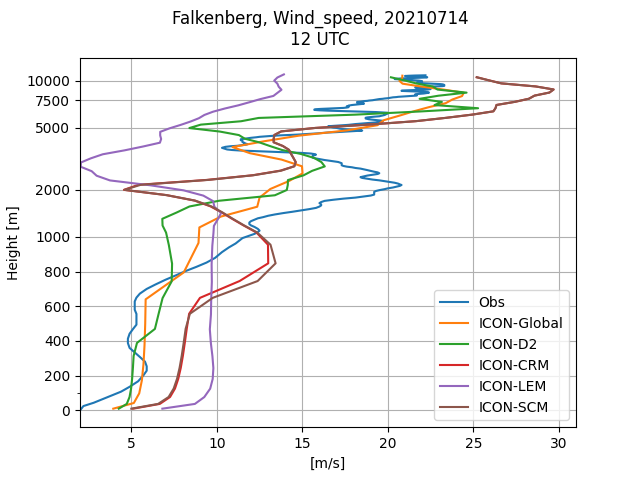 Falkenberg, Wind_speed, 20210714
12 UTC
Height [m]
10000
7500
5000
2000
1000
800
600
400
200
0
5
10
15
20
25
30
[m/s]
Obs
ICON-Global
ICON-D2
ICON-CRM
ICON-LEM
ICON-SCM